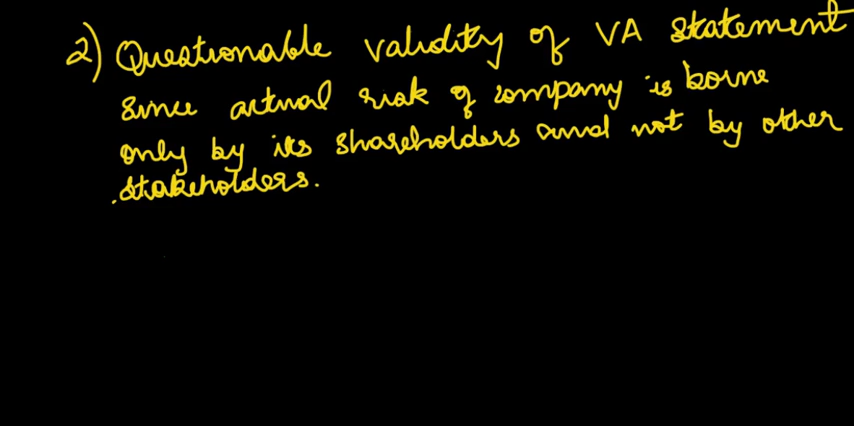 2) Questionable validity of VA statement
since actual risk of company is borne
only by its shareholders and not by other
stakeholders.